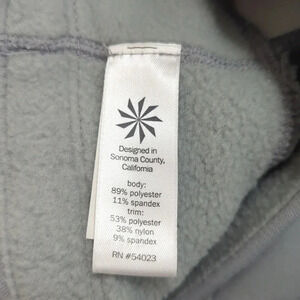 Designed in
Sonoma County,
California
body:
89% polyester
11% spandex
trim:
53% polyester
38% nylon
9% spandex
RN #54023